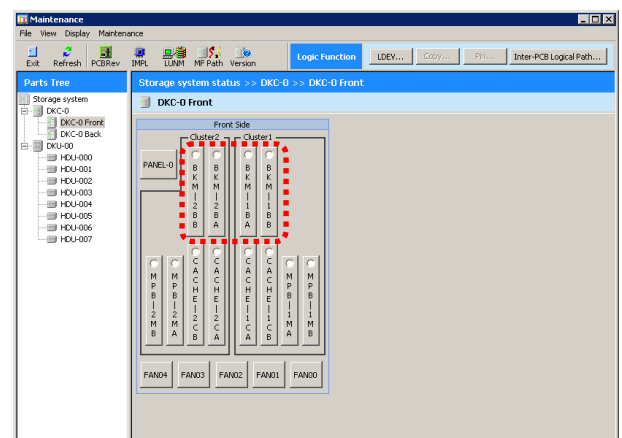 Maintenance
File View Display Maintenance
Exit Refresh PCBRev IMPL LUNM MF Path Version Logic Function LDEV... Copy... Pin... Inter-PCB Logical Path...
Parts Tree
Storage system status >> DKC-0 >> DKC-0 Front
Storage system
DKC-0
DKC-0 Front
DKC-0 Back
DKU-00
HDU-000
HDU-001
HDU-002
HDU-003
HDU-004
HDU-005
HDU-006
HDU-007
DKC-0 Front
Front Side
Cluster2 Cluster1
PANEL-0
BKM|2BB
BKM|2BA
BKM|1BA
BKM|1BB
MPB|2MB
MPB|2MA
CACHE|2CB
CACHE|2CA
CACHE|1CA
CACHE|1CB
MPB|1MA
MPB|1MB
FAN04 FAN03 FAN02 FAN01 FAN00